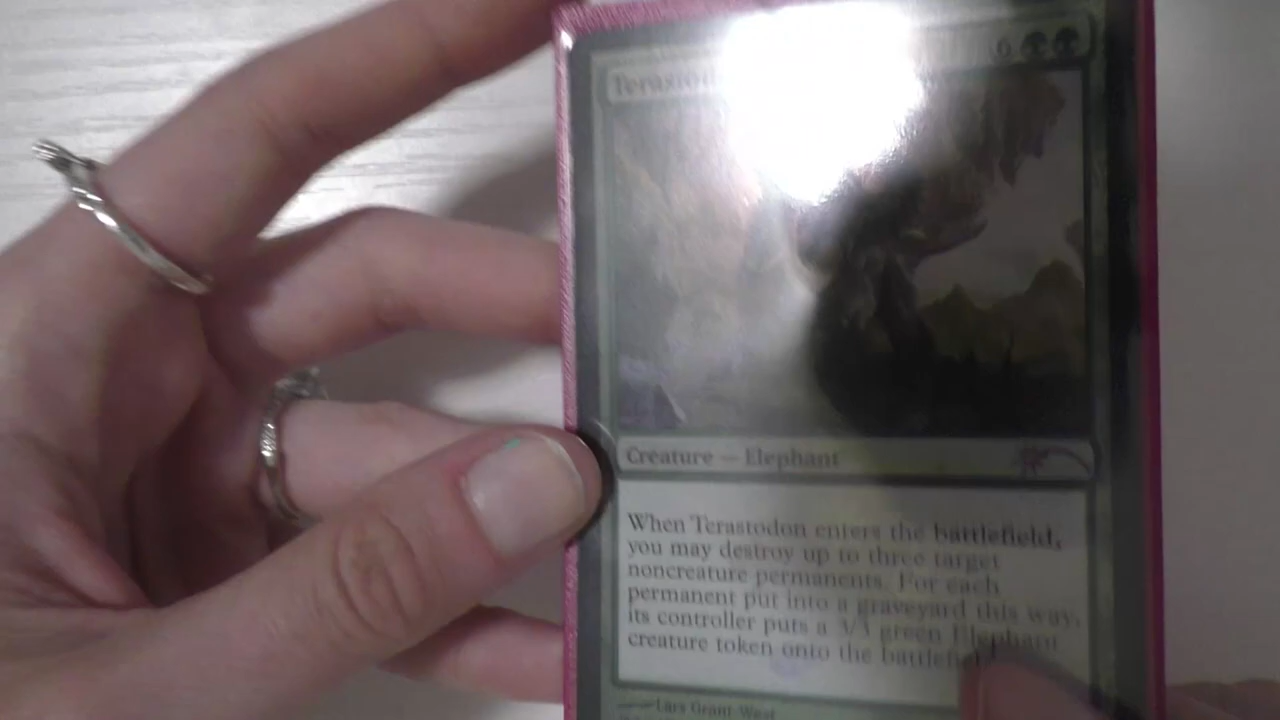 Terastod
6
Creature — Elephant
When Terastodon enters the battlefield,
you may destroy up to three target
noncreature permanents. For each
permanent put into a graveyard this way,
its controller puts a 3/3 green Elephant
creature token onto the battlefiel
Lars Grant-West